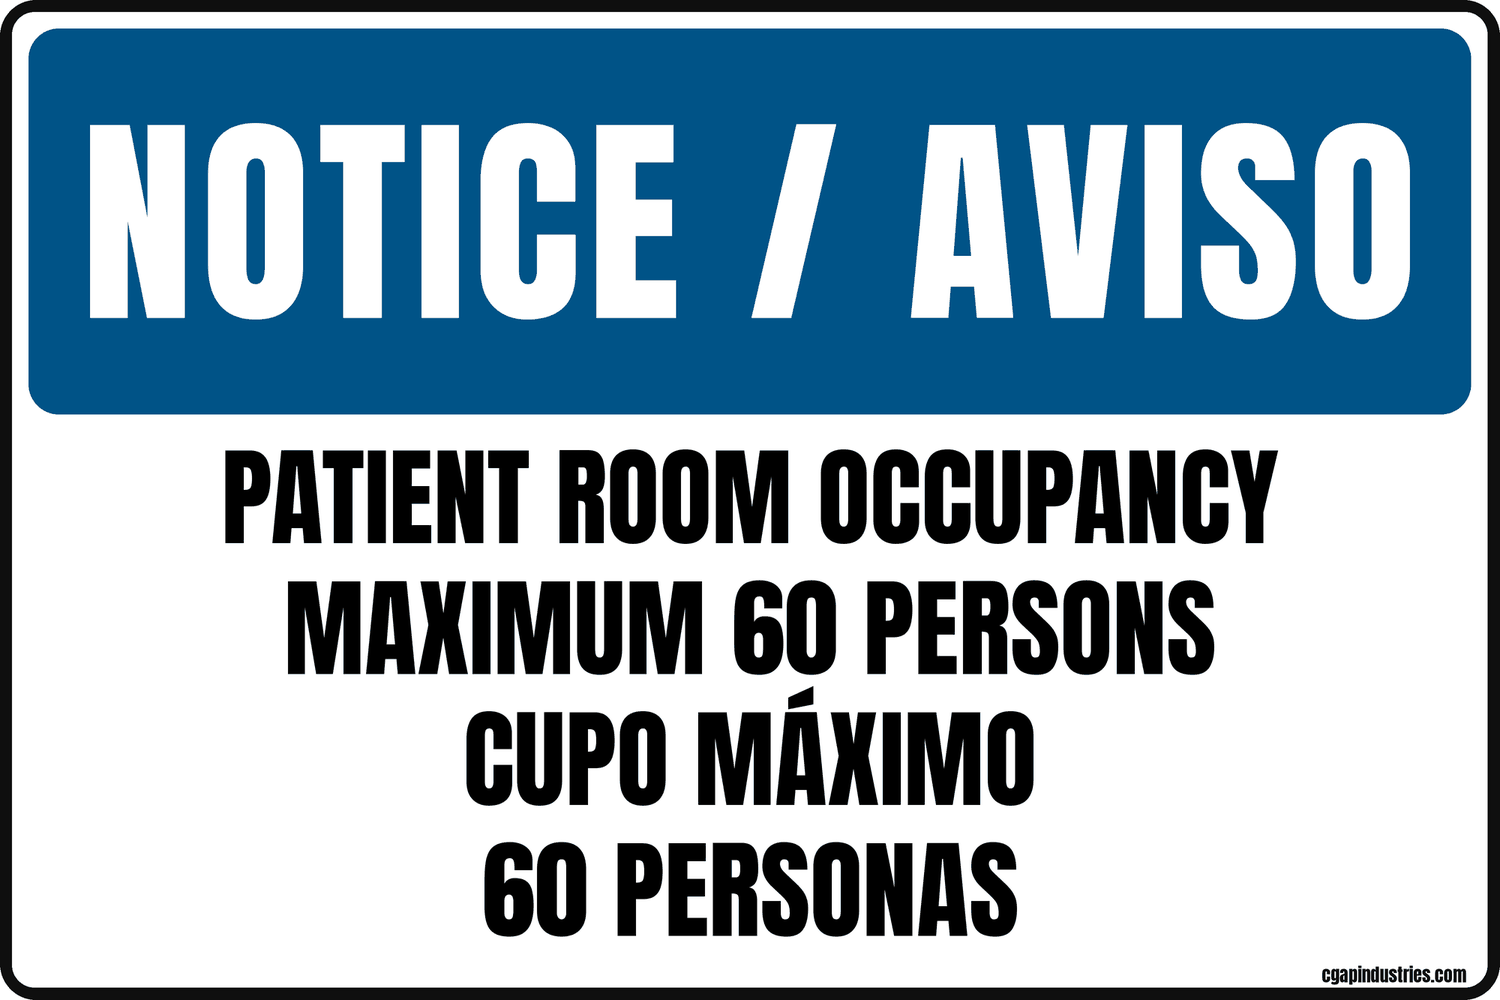 NOTICE / AVISO
PATIENT ROOM OCCUPANCY
MAXIMUM 60 PERSONS
CUPO MÁXIMO
60 PERSONAS
cgapindustries.com